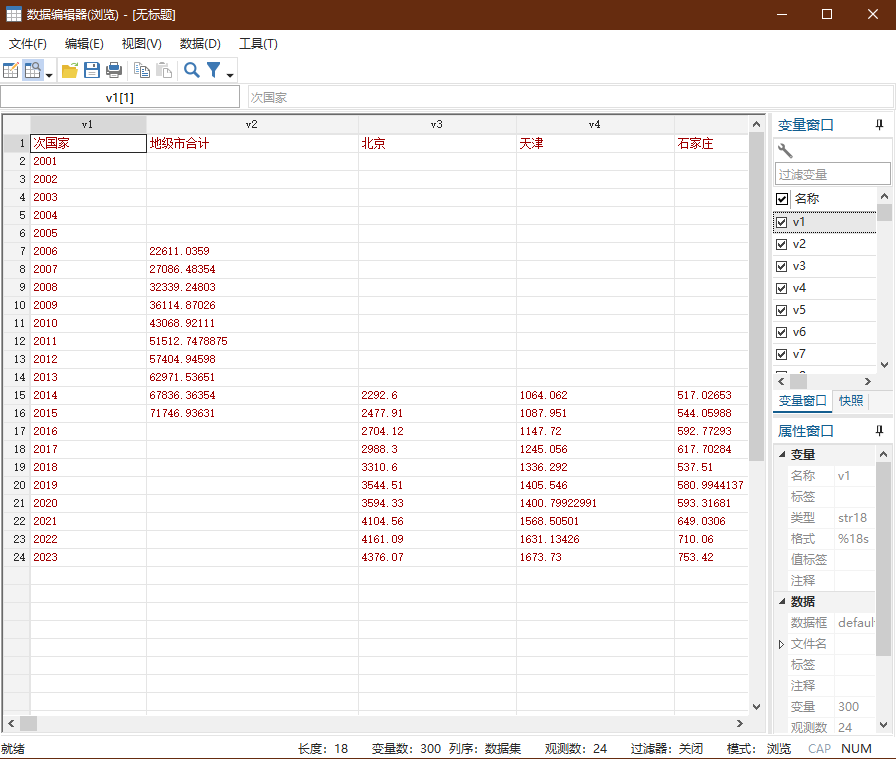 数据编辑器(浏览) - [无标题]
文件(F) 编辑(E) 视图(V) 数据(D) 工具(T)
v1[1] 次国家
v1 v2 v3 v4
1 次国家 地级市合计 北京 天津 石家庄
2 2001
3 2002
4 2003
5 2004
6 2005
7 2006 22611.0359
8 2007 27086.48354
9 2008 32339.24803
10 2009 36114.87026
11 2010 43068.92111
12 2011 51512.7478875
13 2012 57404.94598
14 2013 62971.53651
15 2014 67836.36354 2292.6 1064.062 517.02653
16 2015 71746.93631 2477.91 1087.951 544.05988
17 2016 2704.12 1147.72 592.77293
18 2017 2988.3 1245.056 617.70284
19 2018 3310.6 1336.292 537.51
20 2019 3544.51 1405.546 580.9944137
21 2020 3594.33 1400.79922991 593.31681
22 2021 4104.56 1568.50501 649.0306
23 2022 4161.09 1631.13426 710.06
24 2023 4376.07 1673.73 753.42
变量窗口
过滤变量
名称
v1
v2
v3
v4
v5
v6
v7
变量窗口 快照
属性窗口
变量
名称 v1
标签
类型 str18
格式 %18s
值标签
注释
数据
数据框 defaul
文件名
标签
注释
变量 300
观测数 24
就绪 长度: 18 变量数: 300 列序: 数据集 观测数: 24 过滤器: 关闭 模式: 浏览 CAP NUM